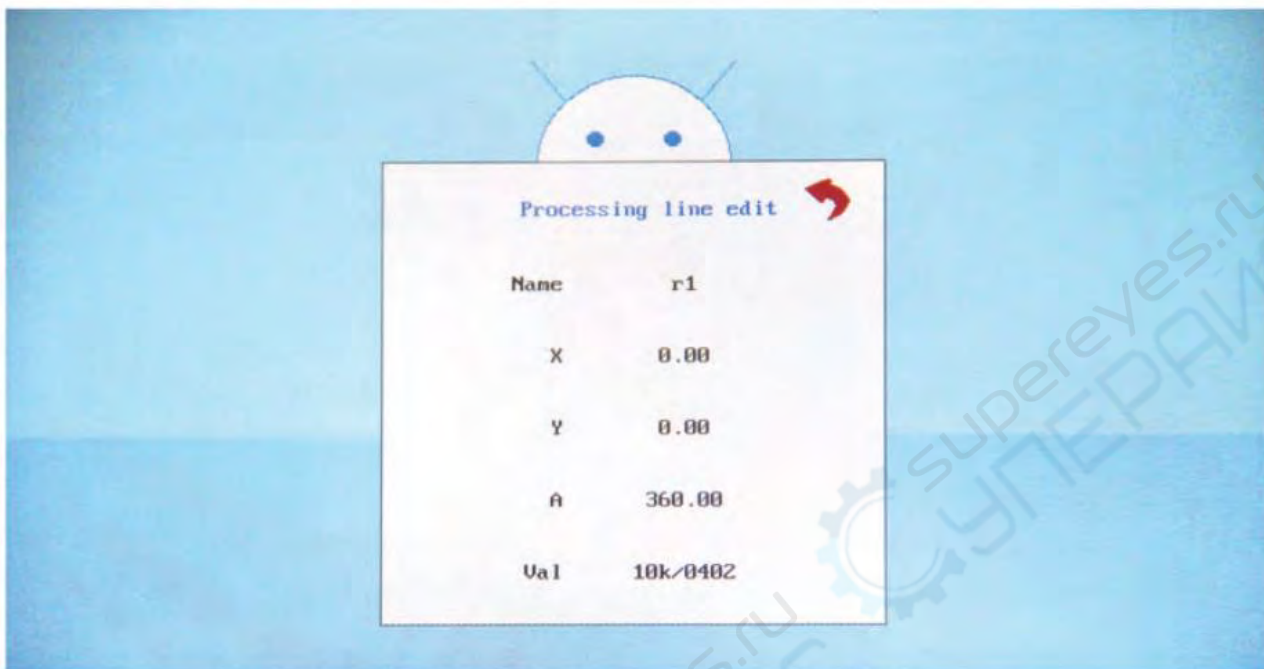 Processing line edit
Name r1
X 0.00
Y 0.00
A 360.00
Val 10k/0402
supereyes.ru
СУПЕРАЙ